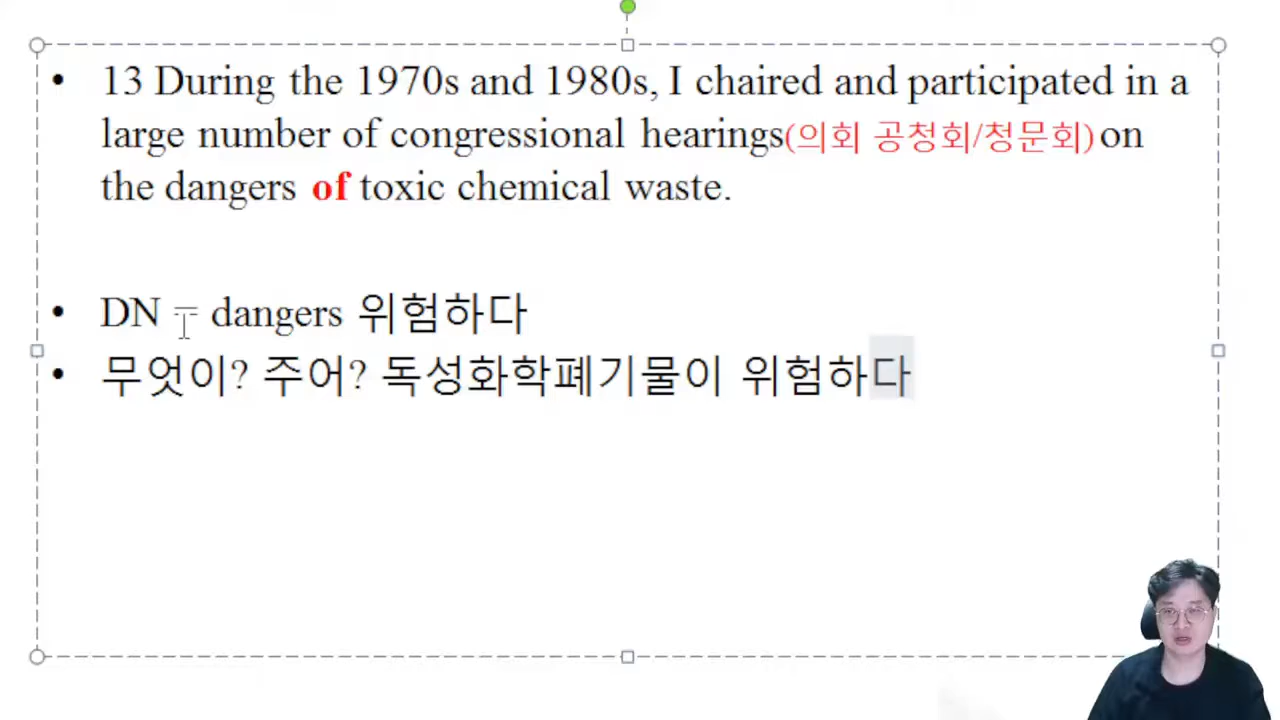 • 13 During the 1970s and 1980s, I chaired and participated in a
large number of congressional hearings(의회 공청회/청문회) on
the dangers of toxic chemical waste.
• DN = dangers 위험하다
• 무엇이? 주어? 독성화학폐기물이 위험하다